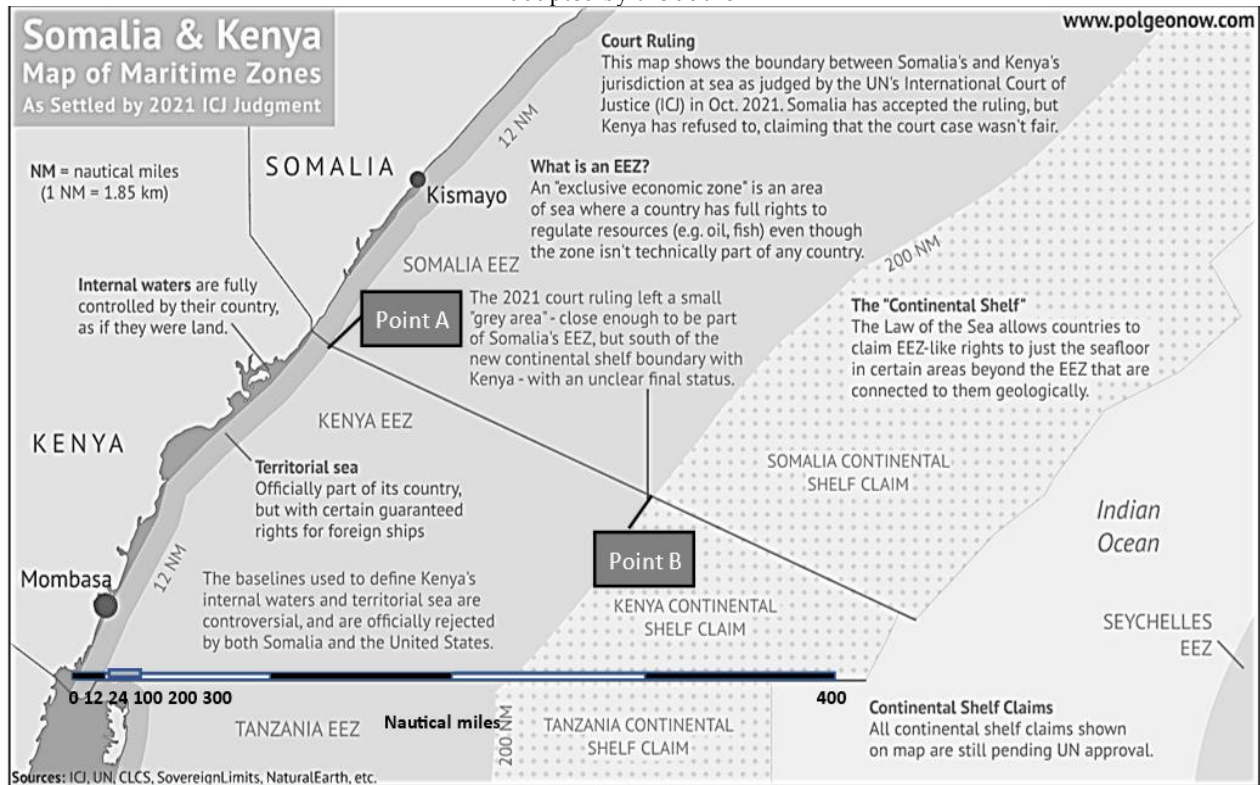 www.polgeonow.com
Somalia & Kenya
Map of Maritime Zones
As Settled by 2021 ICJ Judgment
Court Ruling
This map shows the boundary between Somalia's and Kenya's
jurisdiction at sea as judged by the UN's International Court of
Justice (ICJ) in Oct. 2021. Somalia has accepted the ruling, but
Kenya has refused to, claiming that the court case wasn't fair.
12 NM
NM = nautical miles
(1 NM = 1.85 km)
SOMALIA
Kismayo
What is an EEZ?
An "exclusive economic zone" is an area
of sea where a country has full rights to
regulate resources (e.g. oil, fish) even though
the zone isn't technically part of any country.
200 NM
SOMALIA EEZ
Internal waters are fully
controlled by their country,
as if they were land.
Point A
The 2021 court ruling left a small
"grey area" - close enough to be part
of Somalia's EEZ, but south of the
new continental shelf boundary with
Kenya - with an unclear final status.
The "Continental Shelf"
The Law of the Sea allows countries to
claim EEZ-like rights to just the seafloor
in certain areas beyond the EEZ that are
connected to them geologically.
KENYA EEZ
KENYA
Territorial sea
Officially part of its country,
but with certain guaranteed
rights for foreign ships
SOMALIA CONTINENTAL
SHELF CLAIM
Indian
Ocean
Point B
12 NM
Mombasa
The baselines used to define Kenya's
internal waters and territorial sea are
controversial, and are officially rejected
by both Somalia and the United States.
KENYA CONTINENTAL
SHELF CLAIM
SEYCHELLES
EEZ
0 12 24 100 200 300
400
Nautical miles
TANZANIA EEZ
200 NM
TANZANIA CONTINENTAL
SHELF CLAIM
Continental Shelf Claims
All continental shelf claims shown
on map are still pending UN approval.
Sources: ICJ, UN, CLCS, SovereignLimits, NaturalEarth, etc.